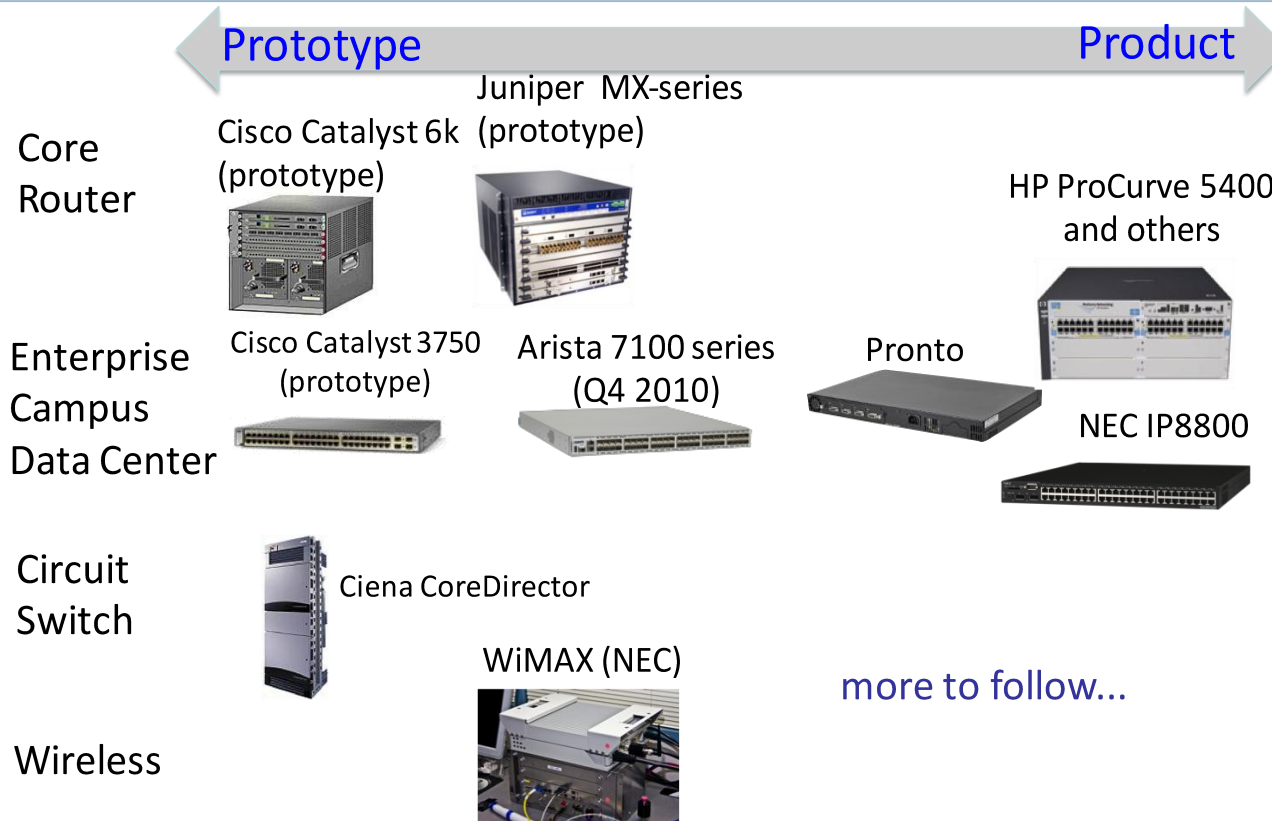 Prototype
Product
Core
Router
Cisco Catalyst 6k
(prototype)
Juniper MX-series
(prototype)
HP ProCurve 5400
and others
Enterprise
Campus
Data Center
Cisco Catalyst 3750
(prototype)
Arista 7100 series
(Q4 2010)
Pronto
NEC IP8800
Circuit
Switch
Ciena CoreDirector
Wireless
WiMAX (NEC)
more to follow...